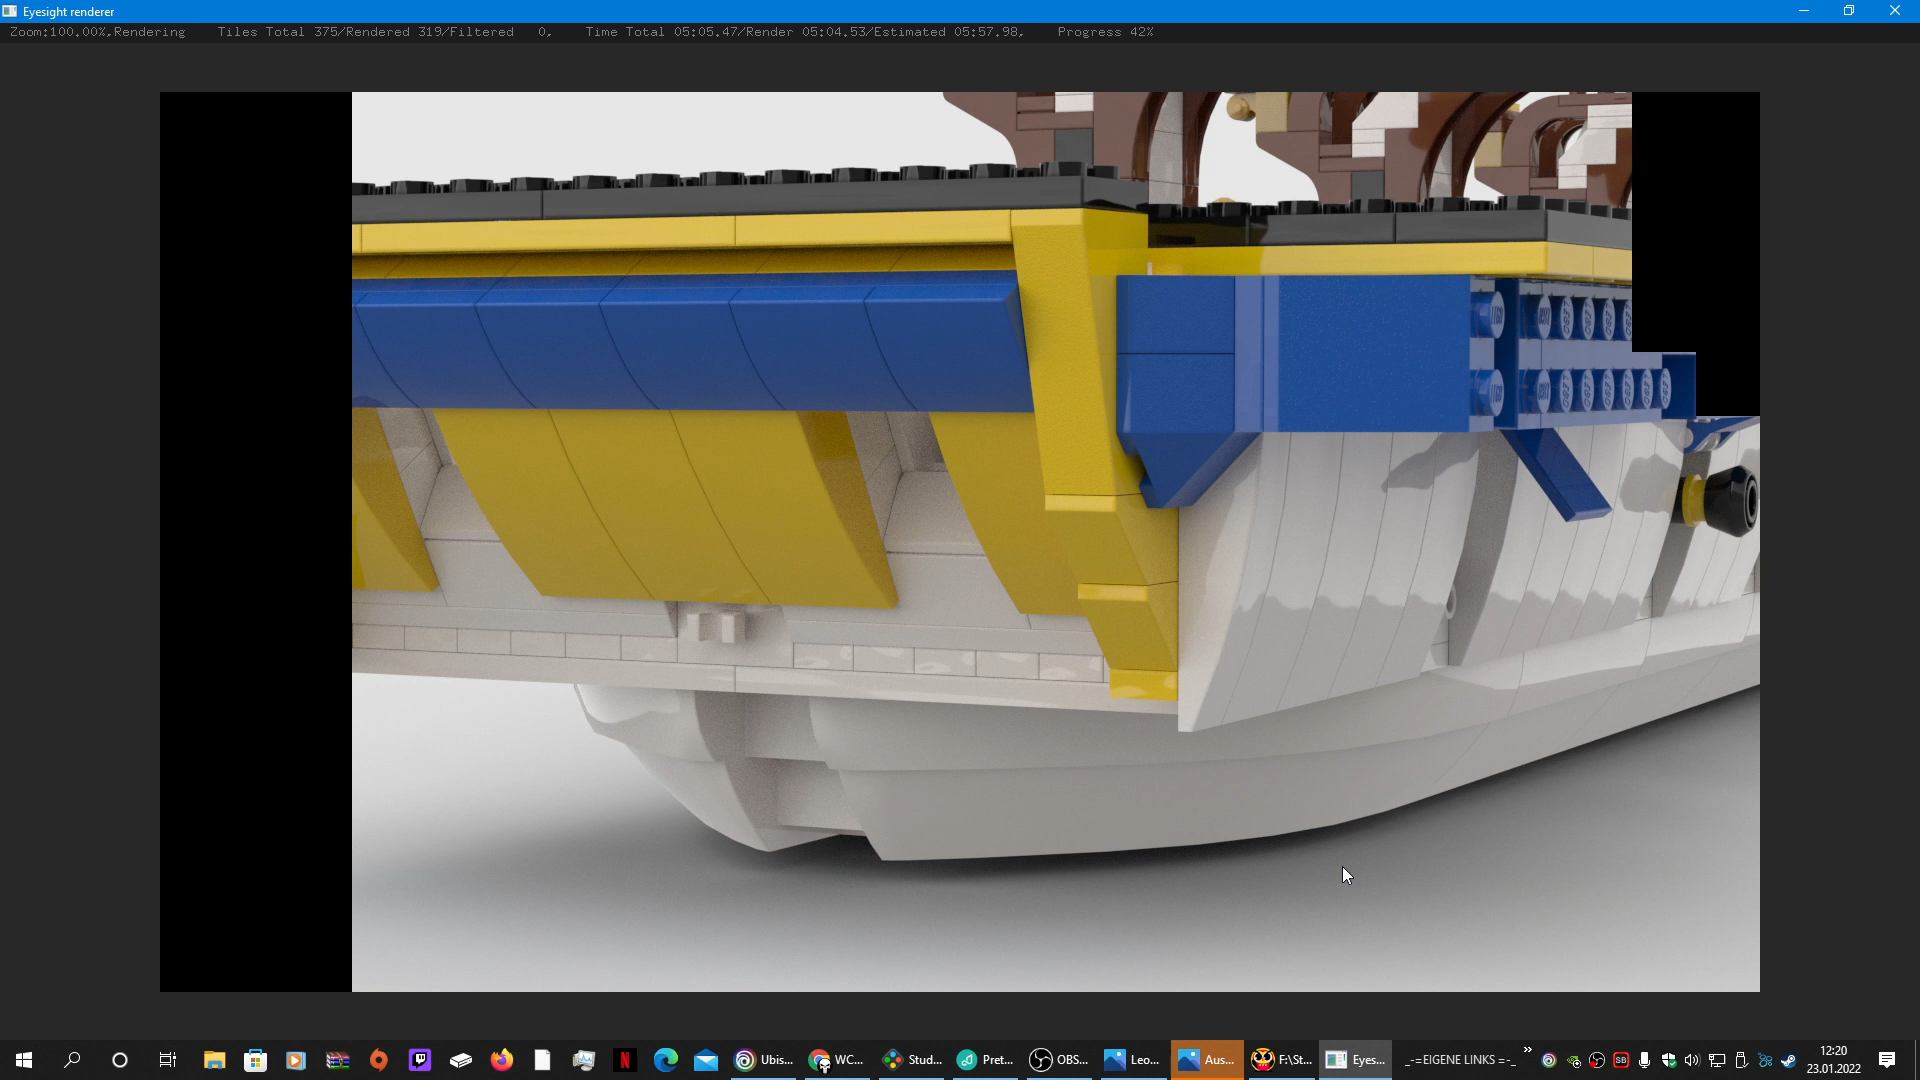 Eyesight renderer
Zoom:100.00%,Rendering Tiles Total 375/Rendered 319/Filtered 0, Time Total 05:05.47/Render 05:04.53/Estimated 05:57.98, Progress 42%
Ubis... WC... Stud... Pret... OBS... Leo... Aus... F:\St... Eyes... _-=EIGENE LINKS =-_ » SB 12:20
23.01.2022